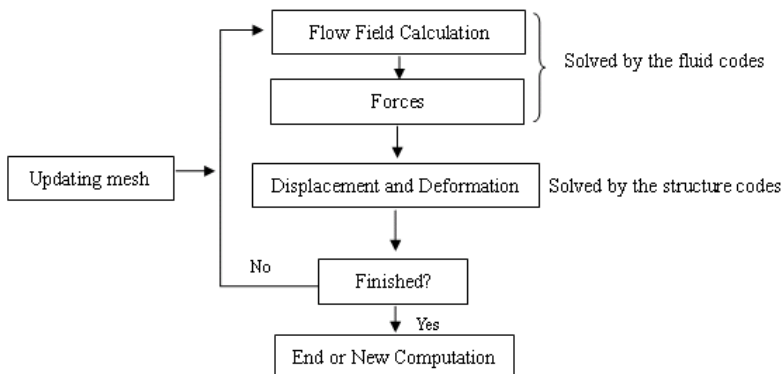 Flow Field Calculation
Solved by the fluid codes
Forces
Updating mesh
Displacement and Deformation
Solved by the structure codes
No
Finished?
Yes
End or New Computation